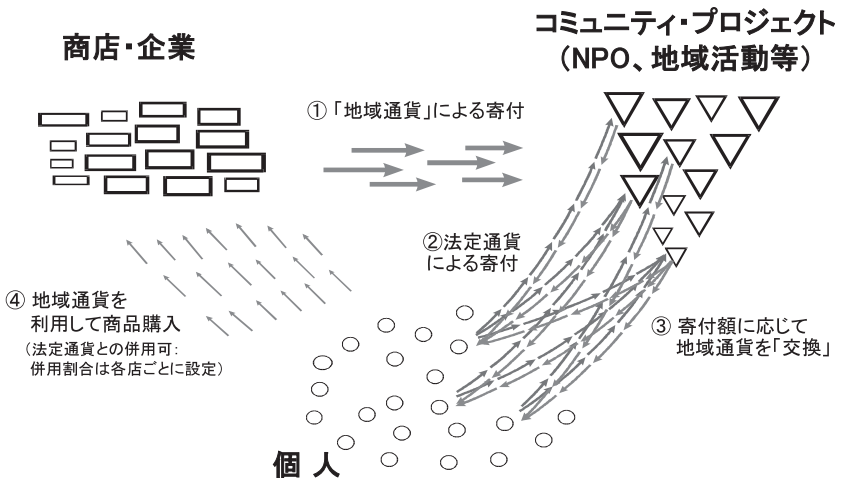 商店・企業
コミュニティ・プロジェクト
（NPO、地域活動等）
① 「地域通貨」による寄付
②法定通貨
による寄付
③ 寄付額に応じて
地域通貨を「交換」
④ 地域通貨を
利用して商品購入
（法定通貨との併用可：
併用割合は各店ごとに設定）
個 人